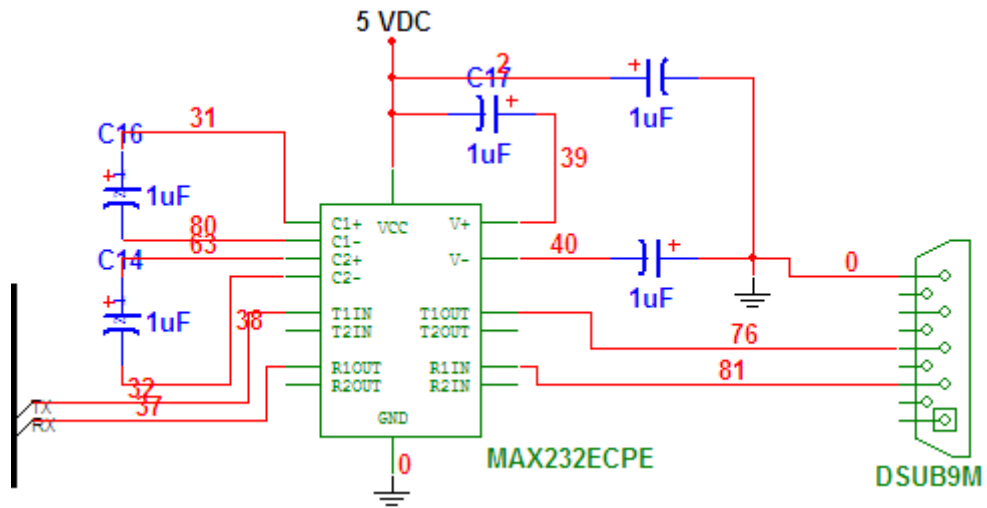 5 VDC
2
C17
+
+
1uF
1uF
C16
31
39
+
1uF
80
63
C14
+
1uF
38
32
TX
37
RX
C1+
VCC
V+
C1-
C2+
V-
C2-
T1IN
T1OUT
T2IN
T2OUT
R1OUT
R1IN
R2OUT
R2IN
GND
0
MAX232ECPE
40
+
1uF
0
76
81
DSUB9M